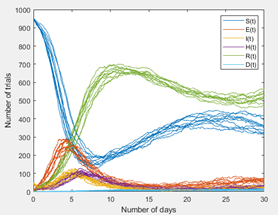 1000
900
800
700
600
500
400
300
200
100
0
Number of trials
S(t)
E(t)
I(t)
H(t)
R(t)
D(t)
0 5 10 15 20 25 30
Number of days